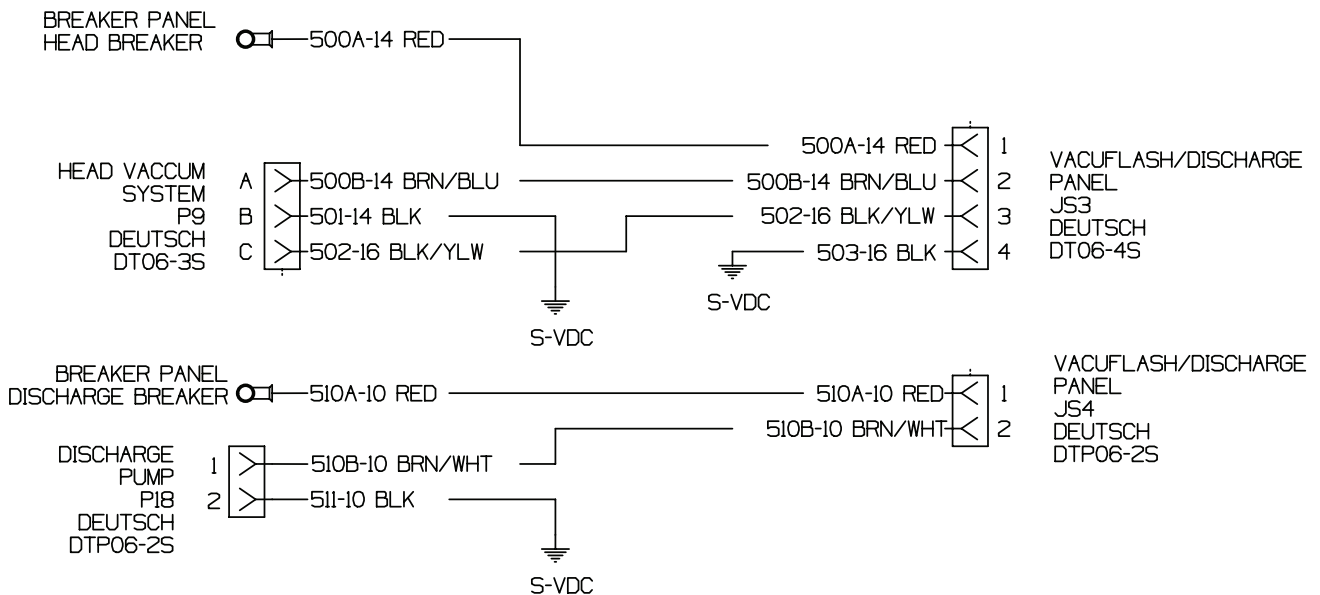 BREAKER PANEL
HEAD BREAKER
500A-14 RED
500A-14 RED
1
HEAD VACCUM
SYSTEM
P9
DEUTSCH
DT06-3S
A
500B-14 BRN/BLU
500B-14 BRN/BLU
2
B
501-14 BLK
502-16 BLK/YLW
3
C
502-16 BLK/YLW
503-16 BLK
4
VACUFLASH/DISCHARGE
PANEL
JS3
DEUTSCH
DT06-4S
S-VDC
S-VDC
BREAKER PANEL
DISCHARGE BREAKER
510A-10 RED
510A-10 RED
1
510B-10 BRN/WHT
2
VACUFLASH/DISCHARGE
PANEL
JS4
DEUTSCH
DTP06-2S
DISCHARGE
PUMP
P18
DEUTSCH
DTP06-2S
1
510B-10 BRN/WHT
2
511-10 BLK
S-VDC